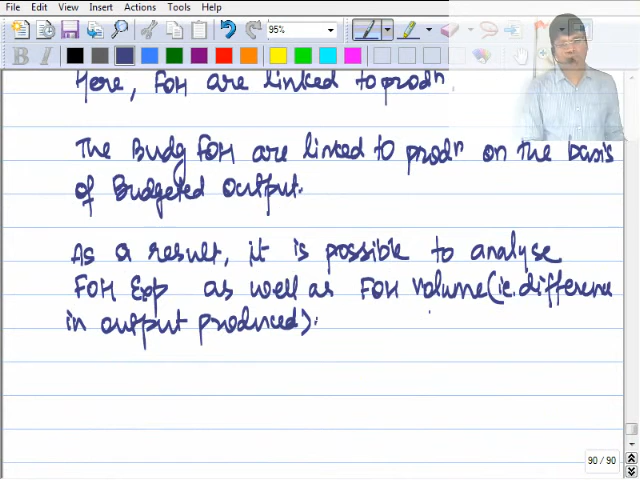 File Edit View Insert Actions Tools Help
95%
B I
Here, FOH are linked to prodn.
The Budg FOH are linked to prodn on the basis
of Budgeted output.
As a result, it is possible to analyse
FOH Exp as well as FOH volume (ie. difference
in output produced).
90 / 90